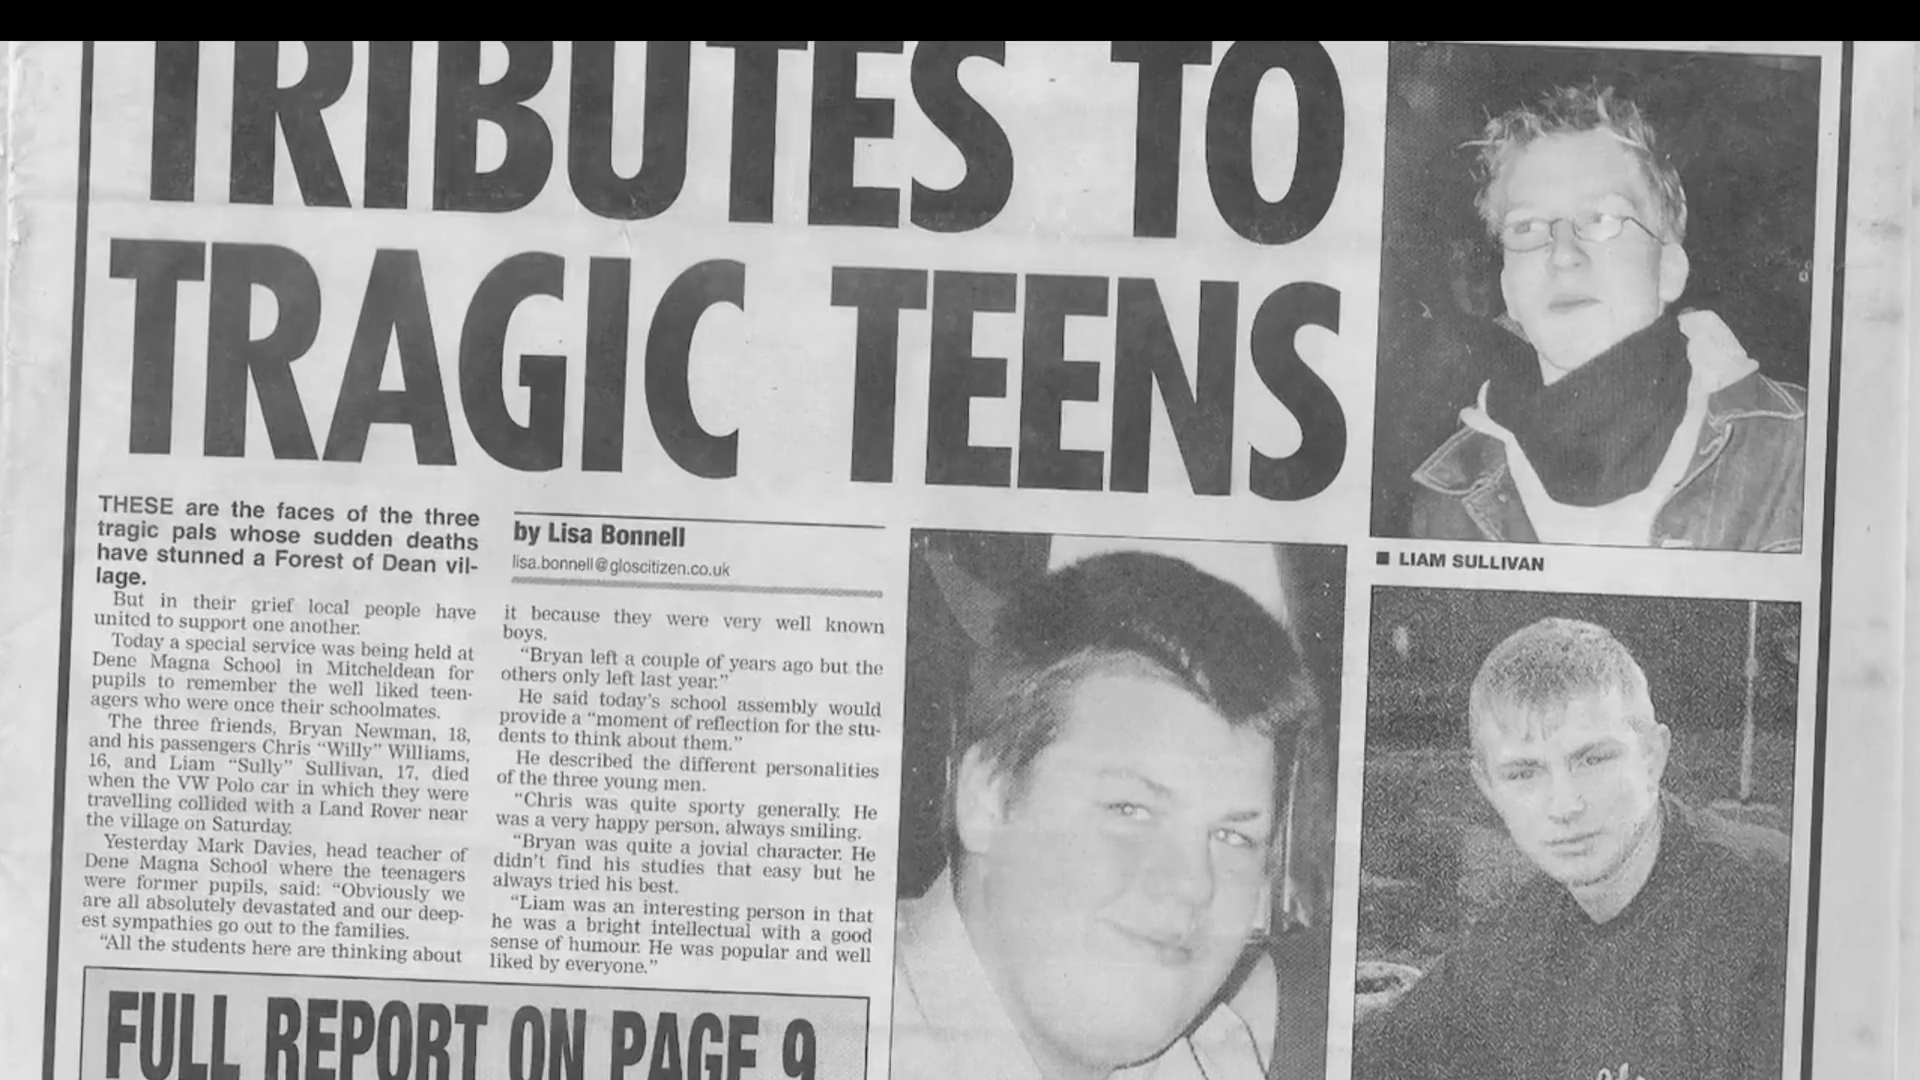 TRIBUTES TO
TRAGIC TEENS
THESE are the faces of the three
tragic pals whose sudden deaths
have stunned a Forest of Dean vil-
lage.
But in their grief local people have
united to support one another.
Today a special service was being held at
Dene Magna School in Mitcheldean for
pupils to remember the well liked teen-
agers who were once their schoolmates.
The three friends, Bryan Newman, 18,
and his passengers Chris “Willy” Williams,
16, and Liam “Sully” Sullivan, 17, died
when the VW Polo car in which they were
travelling collided with a Land Rover near
the village on Saturday.
Yesterday Mark Davies, head teacher of
Dene Magna School where the teenagers
were former pupils, said: “Obviously we
are all absolutely devastated and our deep-
est sympathies go out to the families.
“All the students here are thinking about
by Lisa Bonnell
lisa.bonnell@gloscitizen.co.uk
it because they were very well known
boys.
“Bryan left a couple of years ago but the
others only left last year.”
He said today’s school assembly would
provide a “moment of reflection for the stu-
dents to think about them.”
He described the different personalities
of the three young men.
“Chris was quite sporty generally. He
was a very happy person, always smiling.
“Bryan was quite a jovial character. He
didn’t find his studies that easy but he
always tried his best.
“Liam was an interesting person in that
he was a bright intellectual with a good
sense of humour. He was popular and well
liked by everyone.”
FULL REPORT ON PAGE 9
■ LIAM SULLIVAN